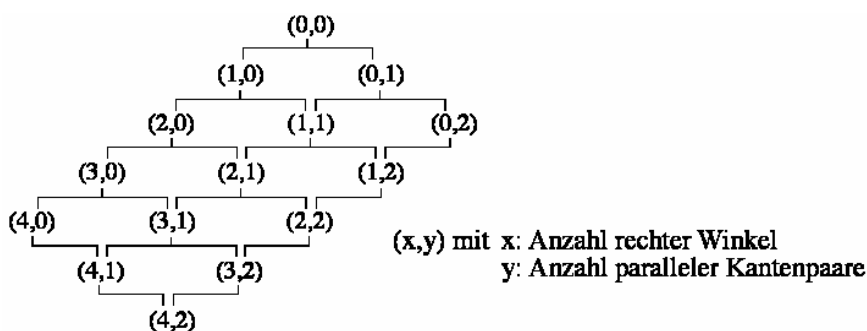 (0,0)
(1,0) (0,1)
(2,0) (1,1) (0,2)
(3,0) (2,1) (1,2)
(4,0) (3,1) (2,2)
(x,y) mit x: Anzahl rechter Winkel
(4,1) (3,2)
y: Anzahl paralleler Kantenpaare
(4,2)